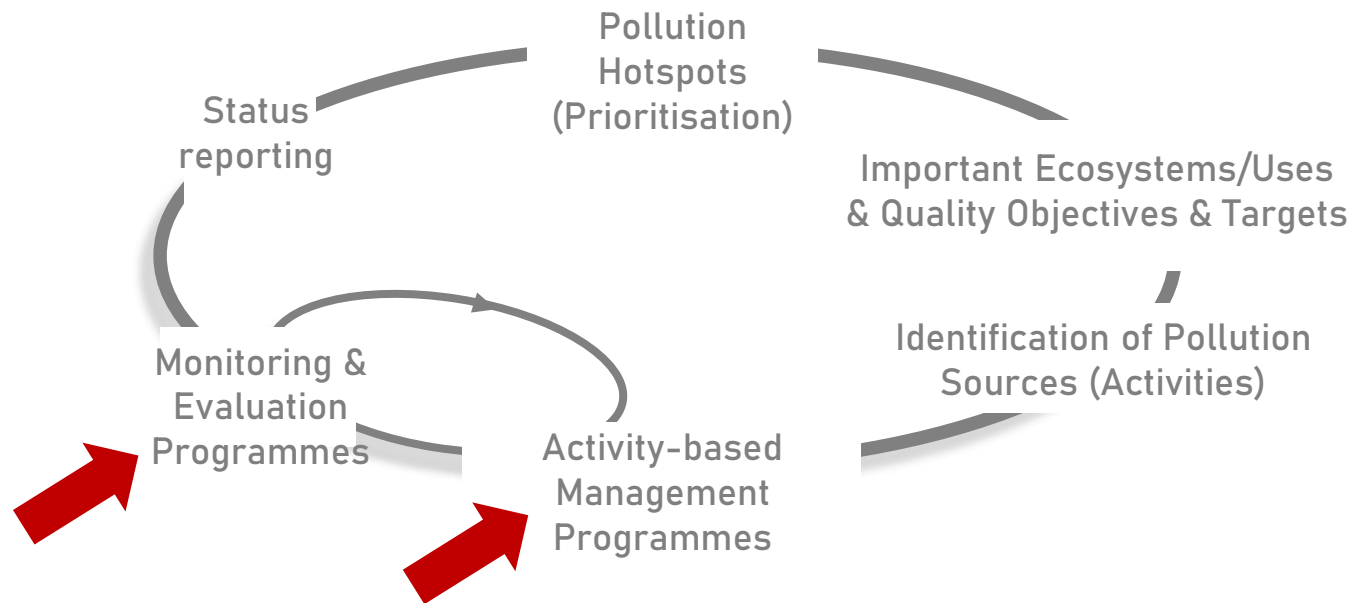 Pollution
Hotspots
(Prioritisation)
Status
reporting
Important Ecosystems/Uses
& Quality Objectives & Targets
Identification of Pollution
Sources (Activities)
Monitoring &
Evaluation
Programmes
Activity-based
Management
Programmes